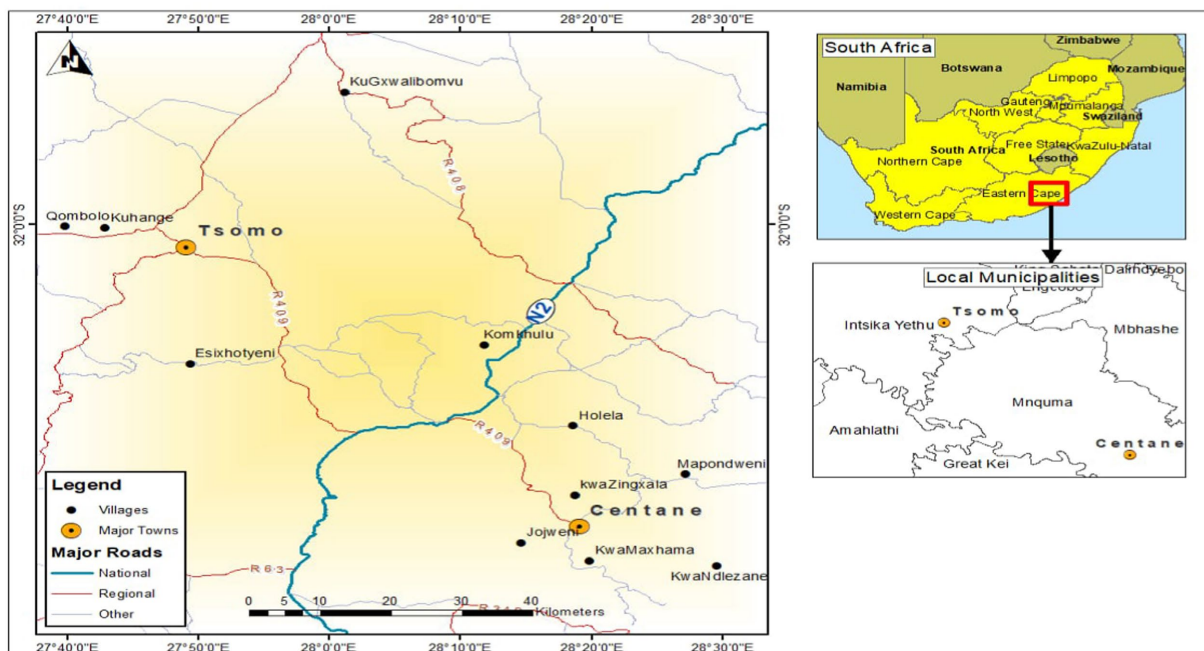 27°40'0"E 27°50'0"E 28°0'0"E 28°10'0"E 28°20'0"E 28°30'0"E
N
KuGxwalibomvu
R408
32°0'0"S
32°0'0"S
Qombolo
Kuhange
Tsomo
R409
N2
Komkhulu
Esixhotyeni
Holela
R409
Mapondweni
kwaZingxala
Centane
Jojweni
KwaMaxhama
KwaNdlezane
R63
Legend
Villages
Major Towns
Major Roads
National
Regional
Other
0 5 10 20 30 40
Kilometers
27°40'0"E 27°50'0"E 28°0'0"E 28°10'0"E 28°20'0"E 28°30'0"E
South Africa
Zimbabwe
Botswana
Mozambique
Namibia
Limpopo
Gauteng
Mpumalanga
North West
Swaziland
South Africa
Free State
KwaZulu-Natal
Lesotho
Northern Cape
Eastern Cape
Western Cape
Local Municipalities
Engcobo
Tsomo
Intsika Yethu
Mbhashe
Mnquma
Amahlathi
Centane
Great Kei